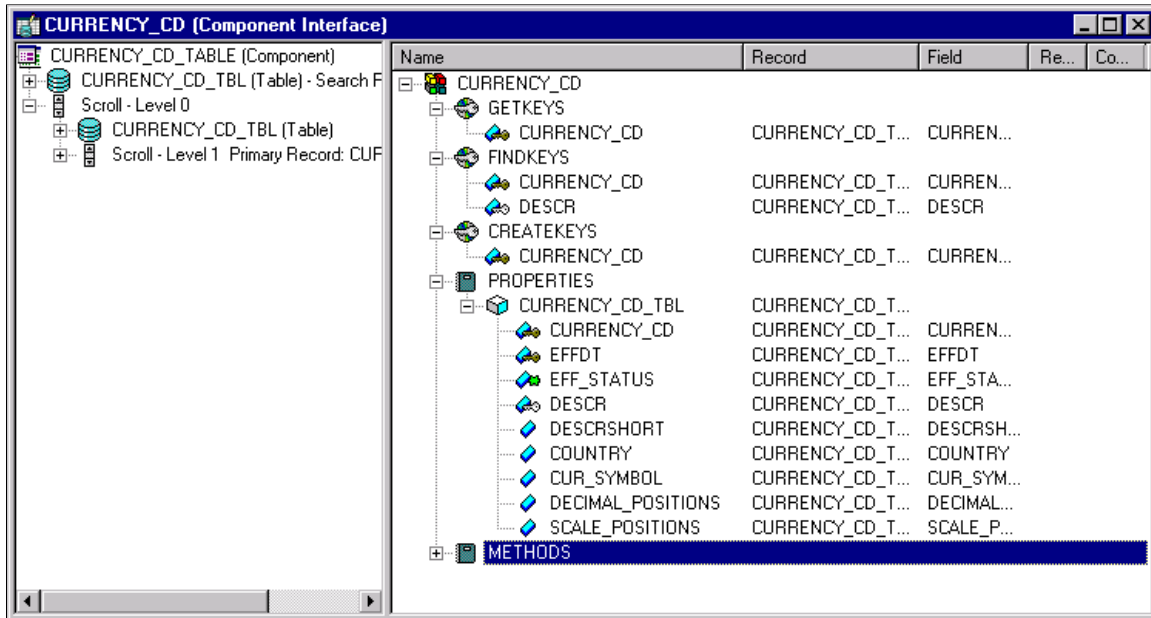 CURRENCY_CD (Component Interface)
CURRENCY_CD_TABLE (Component)
CURRENCY_CD_TBL (Table) - Search F
Scroll - Level 0
CURRENCY_CD_TBL (Table)
Scroll - Level 1 Primary Record: CUF
Name Record Field Re... Co...
CURRENCY_CD
GETKEYS
CURRENCY_CD CURRENCY_CD_T... CURREN...
FINDKEYS
CURRENCY_CD CURRENCY_CD_T... CURREN...
DESCR CURRENCY_CD_T... DESCR
CREATEKEYS
CURRENCY_CD CURRENCY_CD_T... CURREN...
PROPERTIES
CURRENCY_CD_TBL CURRENCY_CD_T...
CURRENCY_CD CURRENCY_CD_T... CURREN...
EFFDT CURRENCY_CD_T... EFFDT
EFF_STATUS CURRENCY_CD_T... EFF_STA...
DESCR CURRENCY_CD_T... DESCR
DESCRSHORT CURRENCY_CD_T... DESCRSH...
COUNTRY CURRENCY_CD_T... COUNTRY
CUR_SYMBOL CURRENCY_CD_T... CUR_SYM...
DECIMAL_POSITIONS CURRENCY_CD_T... DECIMAL...
SCALE_POSITIONS CURRENCY_CD_T... SCALE_P...
METHODS